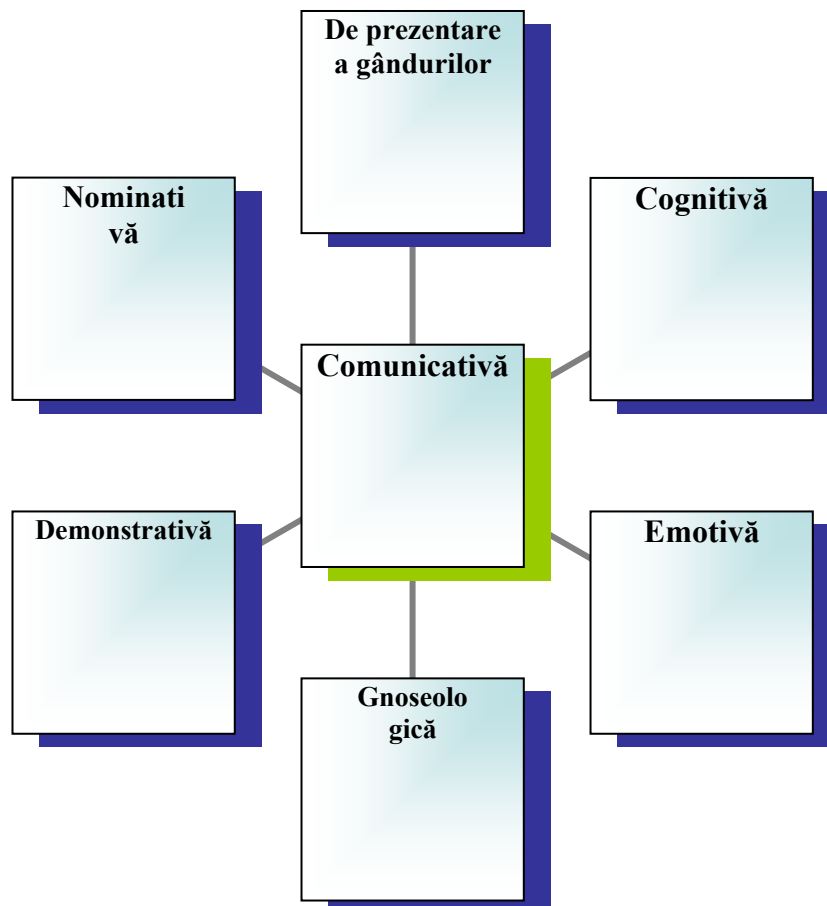 De prezentare
a gândurilor
Nominati
vă
Cognitivă
Comunicativă
Demonstrativă
Emotivă
Gnoseolo
gică